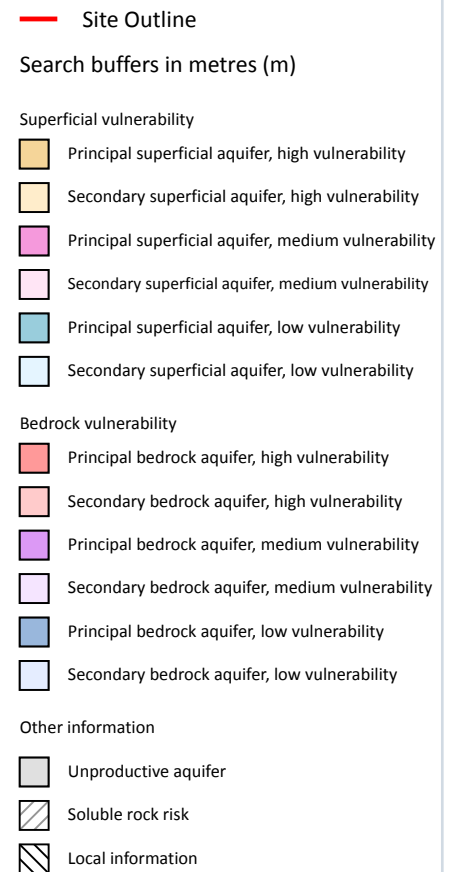 Site Outline
Search buffers in metres (m)
Superficial vulnerability
Principal superficial aquifer, high vulnerability
Secondary superficial aquifer, high vulnerability
Principal superficial aquifer, medium vulnerability
Secondary superficial aquifer, medium vulnerability
Principal superficial aquifer, low vulnerability
Secondary superficial aquifer, low vulnerability
Bedrock vulnerability
Principal bedrock aquifer, high vulnerability
Secondary bedrock aquifer, high vulnerability
Principal bedrock aquifer, medium vulnerability
Secondary bedrock aquifer, medium vulnerability
Principal bedrock aquifer, low vulnerability
Secondary bedrock aquifer, low vulnerability
Other information
Unproductive aquifer
Soluble rock risk
Local information